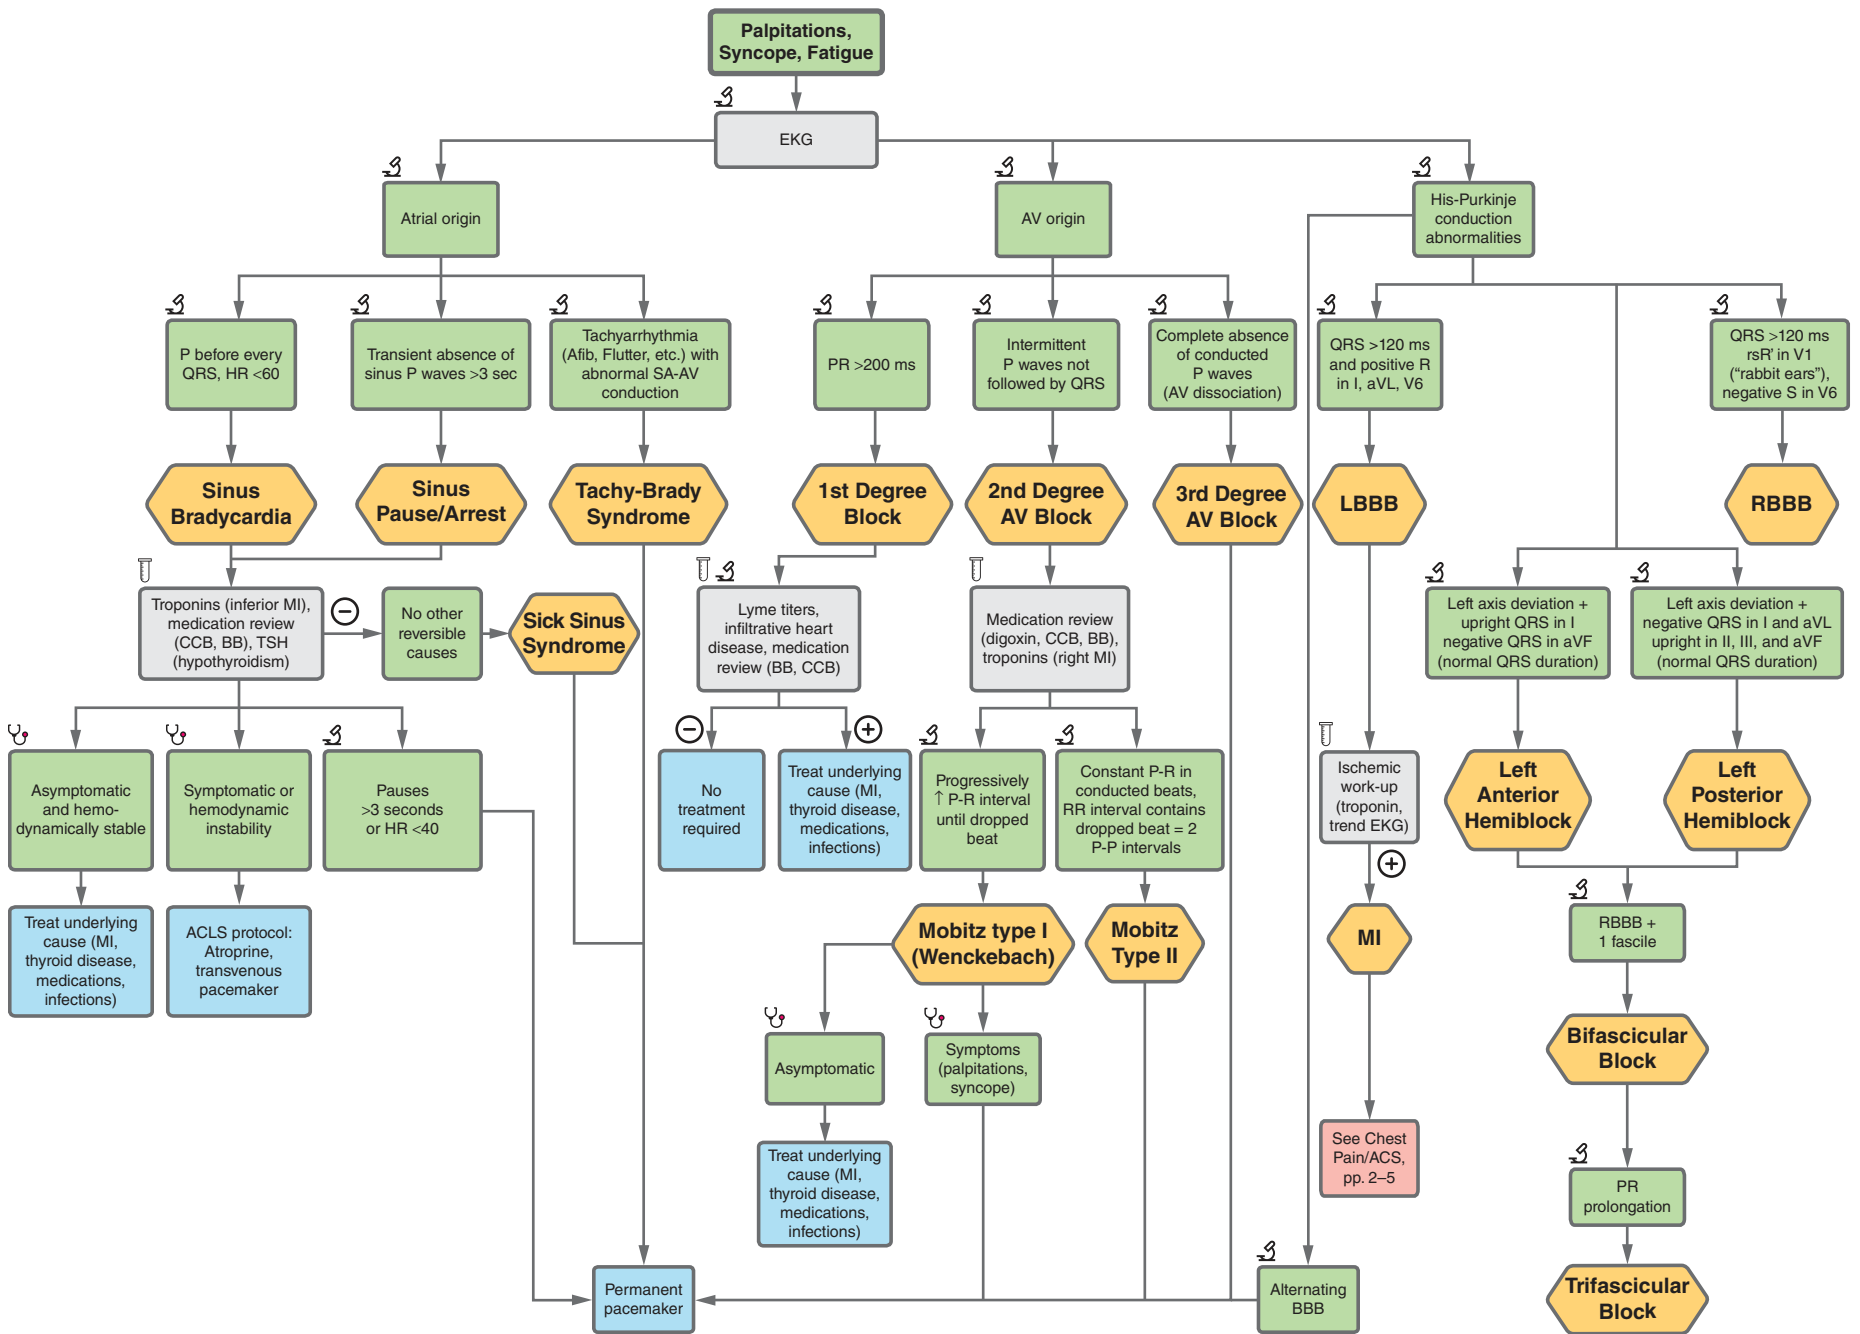 Palpitations,
Syncope, Fatigue
EKG
Atrial origin
AV origin
His-Purkinje
conduction
abnormalities
P before every
QRS, HR <60
Transient absence of
sinus P waves >3 sec
Tachyarrhythmia
(Afib, Flutter, etc.) with
abnormal SA-AV
conduction
PR >200 ms
Intermittent
P waves not
followed by QRS
Complete absence
of conducted
P waves
(AV dissociation)
QRS >120 ms
and positive R
in I, aVL, V6
QRS >120 ms
rsR' in V1
("rabbit ears"),
negative S in V6
Sinus
Bradycardia
Sinus
Pause/Arrest
Tachy-Brady
Syndrome
1st Degree
Block
2nd Degree
AV Block
3rd Degree
AV Block
LBBB
RBBB
Troponins (inferior MI),
medication review
(CCB, BB), TSH
(hypothyroidism)
−
No other
reversible
causes
Sick Sinus
Syndrome
Lyme titers,
infiltrative heart
disease, medication
review (BB, CCB)
Medication review
(digoxin, CCB, BB),
troponins (right MI)
Left axis deviation +
upright QRS in I
negative QRS in aVF
(normal QRS duration)
Left axis deviation +
negative QRS in I and aVL
upright in II, III, and aVF
(normal QRS duration)
Asymptomatic
and hemo-
dynamically stable
Symptomatic or
hemodynamic
instability
Pauses
>3 seconds
or HR <40
−
No
treatment
required
+
Treat underlying
cause (MI,
thyroid disease,
medications,
infections)
Progressively
↑ P-R interval
until dropped
beat
Constant P-R in
conducted beats,
RR interval contains
dropped beat = 2
P-P intervals
Ischemic
work-up
(troponin,
trend EKG)
+
Left
Anterior
Hemiblock
Left
Posterior
Hemiblock
Treat underlying
cause (MI,
thyroid disease,
medications,
infections)
ACLS protocol:
Atroprine,
transvenous
pacemaker
Mobitz type I
(Wenckebach)
Mobitz
Type II
MI
RBBB +
1 fascile
Asymptomatic
Symptoms
(palpitations,
syncope)
Bifascicular
Block
Treat underlying
cause (MI,
thyroid disease,
medications,
infections)
See Chest
Pain/ACS,
pp. 2–5
PR
prolongation
Permanent
pacemaker
Alternating
BBB
Trifascicular
Block